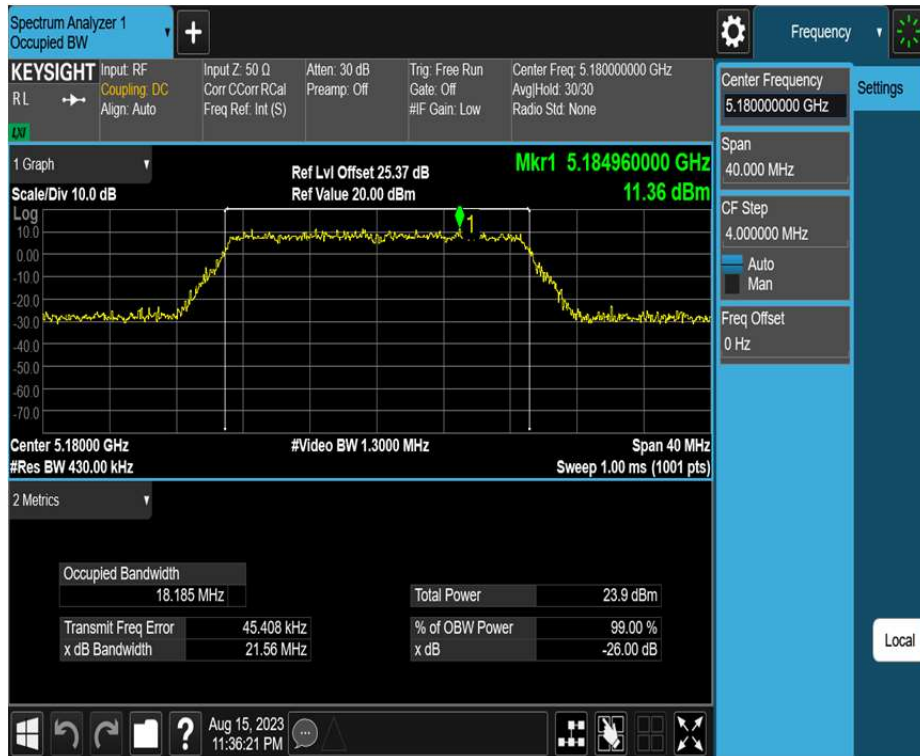 Spectrum Analyzer 1
Occupied BW
+
Frequency
KEYSIGHT
R L
LXI
Input: RF
Coupling: DC
Align: Auto
Input Z: 50 Ω
Corr CCorr RCal
Freq Ref: Int (S)
Atten: 30 dB
Preamp: Off
Trig: Free Run
Gate: Off
#IF Gain: Low
Center Freq: 5.180000000 GHz
Avg|Hold: 30/30
Radio Std: None
Center Frequency
5.18000000 GHz
Settings
Span
40.000 MHz
CF Step
4.000000 MHz
Auto
Man
Freq Offset
0 Hz
1 Graph
Scale/Div 10.0 dB
Ref Lvl Offset 25.37 dB
Ref Value 20.00 dBm
Mkr1 5.184960000 GHz
11.36 dBm
Log
10.0
0.00
-10.0
-20.0
-30.0
-40.0
-50.0
-60.0
-70.0
1
Center 5.18000 GHz
#Video BW 1.3000 MHz
Span 40 MHz
#Res BW 430.00 kHz
Sweep 1.00 ms (1001 pts)
2 Metrics
Occupied Bandwidth
18.185 MHz
Total Power 23.9 dBm
Transmit Freq Error 45.408 kHz
% of OBW Power 99.00 %
x dB Bandwidth 21.56 MHz
x dB -26.00 dB
Local
?
Aug 15, 2023
11:36:21 PM